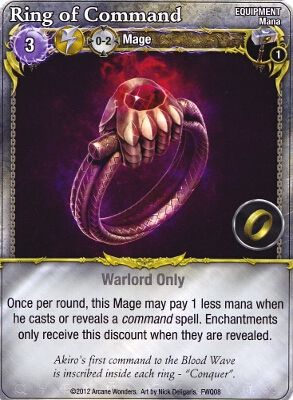 Ring of Command
EQUIPMENT
Mana
3
0-2
Mage
1
Warlord Only
Once per round, this Mage may pay 1 less mana when
he casts or reveals a command spell. Enchantments
only receive this discount when they are revealed.
Akiro's first command to the Blood Wave
is inscribed inside each ring - "Conquer".
©2012 Arcane Wonders. Art by Nick Deligaris. FWQ08